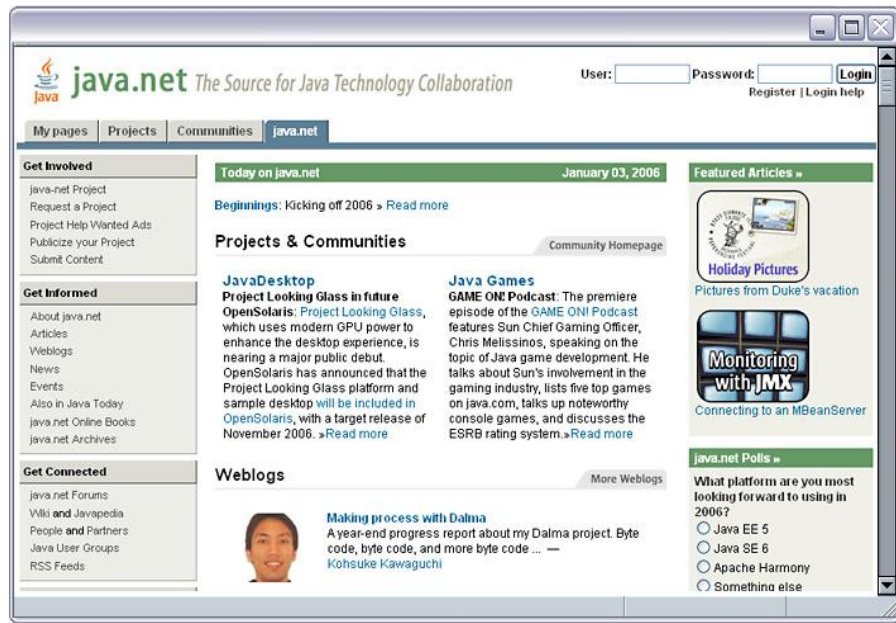 Java
java.net The Source for Java Technology Collaboration
User: Password: Login
Register | Login help
My pages Projects Communities java.net
Get Involved
java-net Project
Request a Project
Project Help Wanted Ads
Publicize your Project
Submit Content
Get Informed
About java.net
Articles
Weblogs
News
Events
Also in Java Today
java.net Online Books
java.net Archives
Get Connected
java.net Forums
Wiki and Javapedia
People and Partners
Java User Groups
RSS Feeds
Today on java.net January 03, 2006
Beginnings: Kicking off 2006 » Read more
Projects & Communities Community Homepage
JavaDesktop
Project Looking Glass in future
OpenSolaris: Project Looking Glass,
which uses modern GPU power to
enhance the desktop experience, is
nearing a major public debut.
OpenSolaris has announced that the
Project Looking Glass platform and
sample desktop will be included in
OpenSolaris, with a target release of
November 2006. »Read more
Java Games
GAME ON! Podcast: The premiere
episode of the GAME ON! Podcast
features Sun Chief Gaming Officer,
Chris Melissinos, speaking on the
topic of Java game development. He
talks about Sun's involvement in the
gaming industry, lists five top games
on java.com, talks up noteworthy
console games, and discusses the
ESRB rating system.»Read more
Weblogs More Weblogs
Making process with Dalma
A year-end progress report about my Dalma project. Byte
code, byte code, and more byte code ... —
Kohsuke Kawaguchi
Featured Articles »
Holiday Pictures
Pictures from Duke's vacation
Monitoring
with JMX
Connecting to an MBeanServer
java.net Polls »
What platform are you most
looking forward to using in
2006?
Java EE 5
Java SE 6
Apache Harmony
Something else